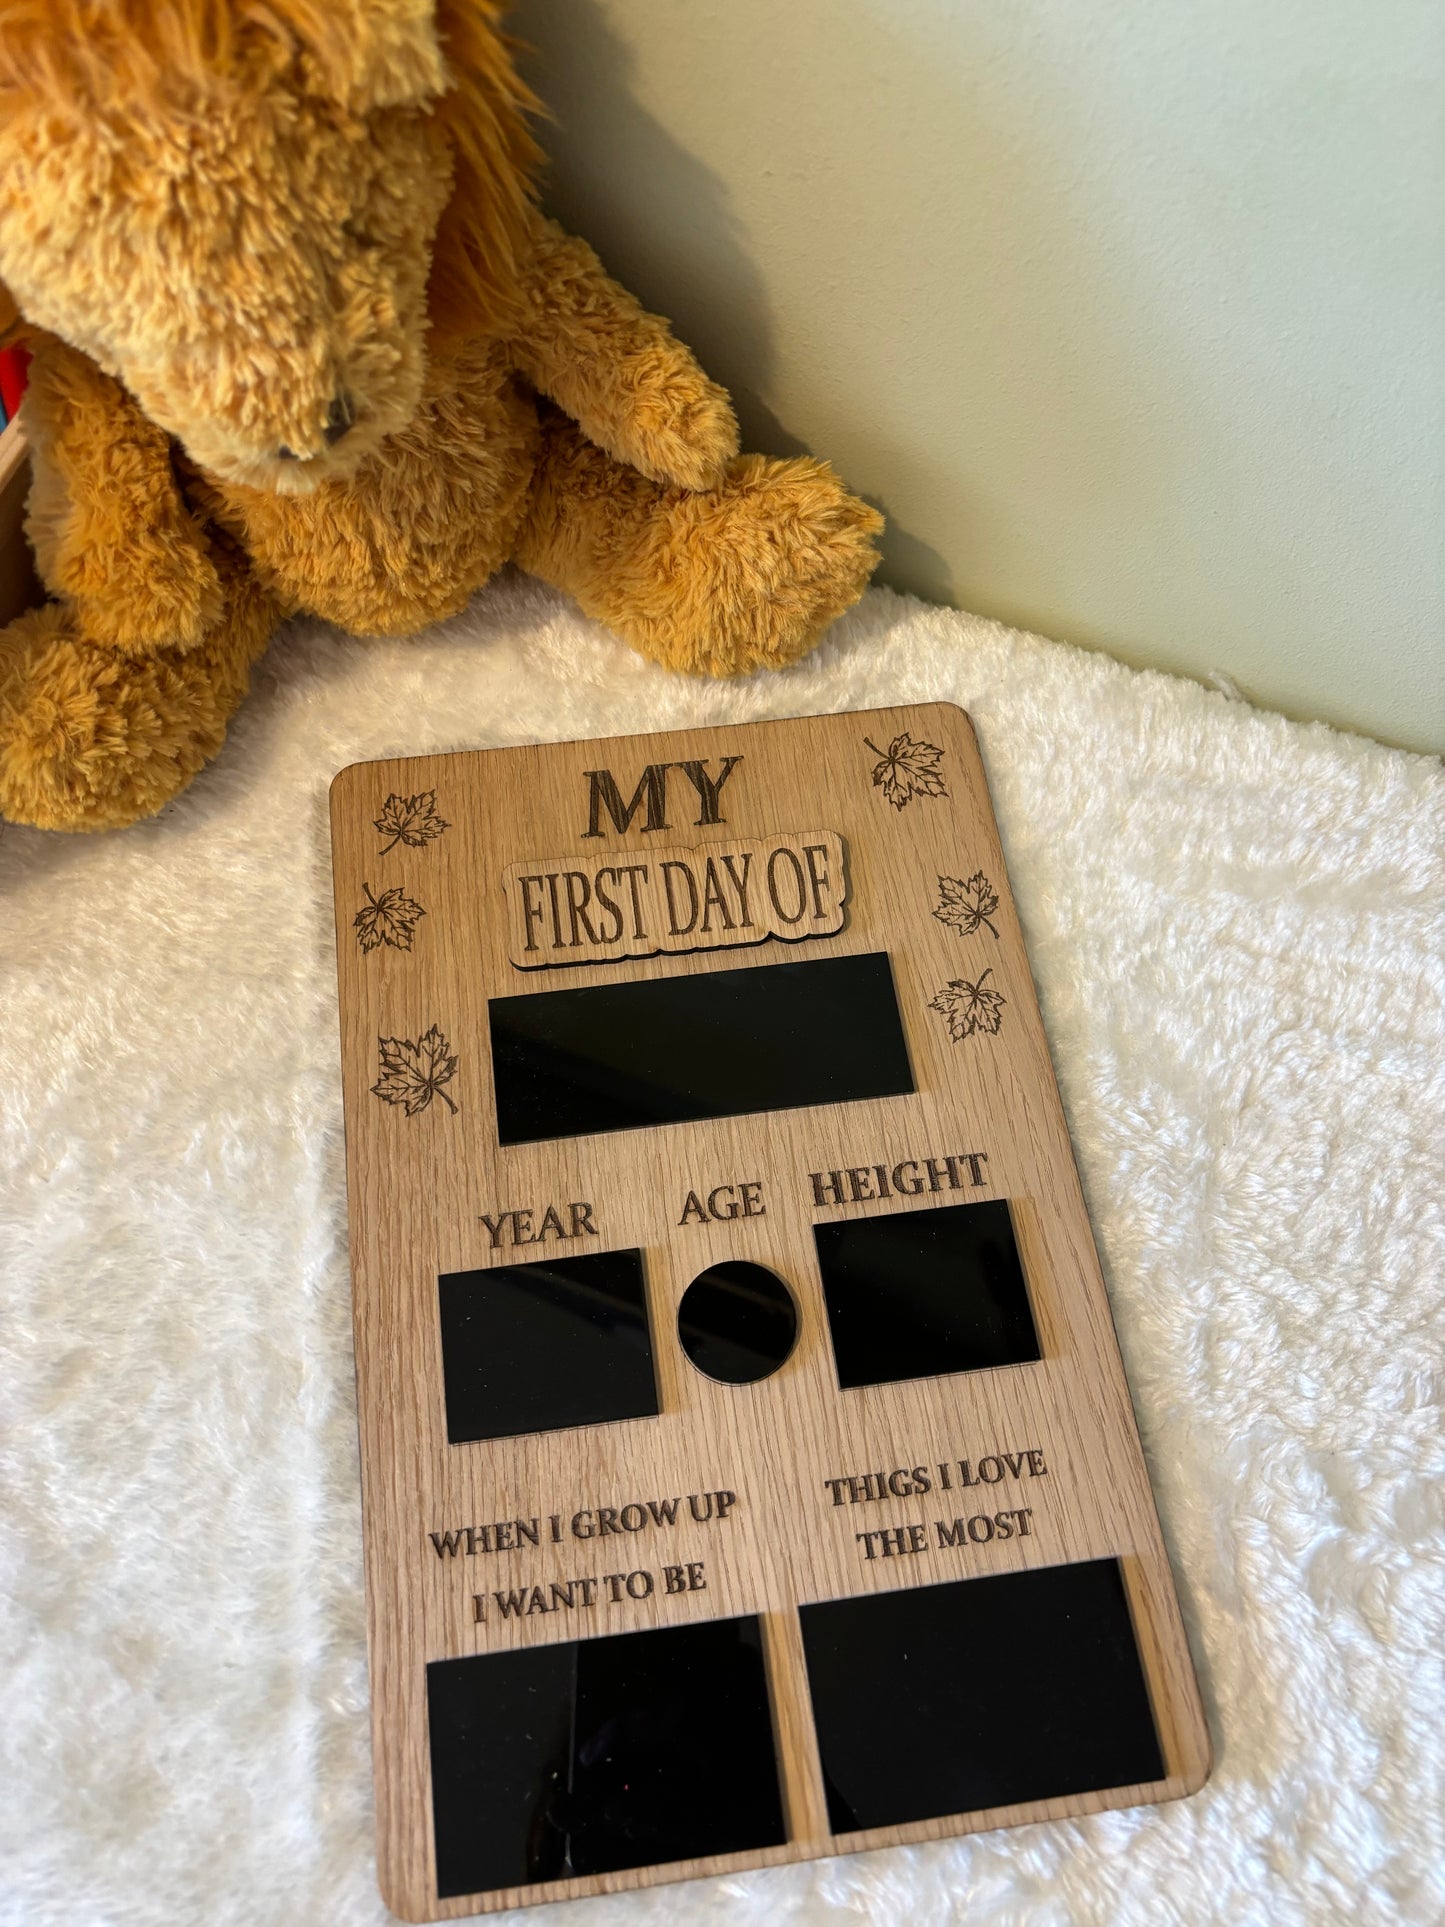 MY
FIRST DAY OF
YEAR
AGE
HEIGHT
WHEN I GROW UP
I WANT TO BE
THIGS I LOVE
THE MOST